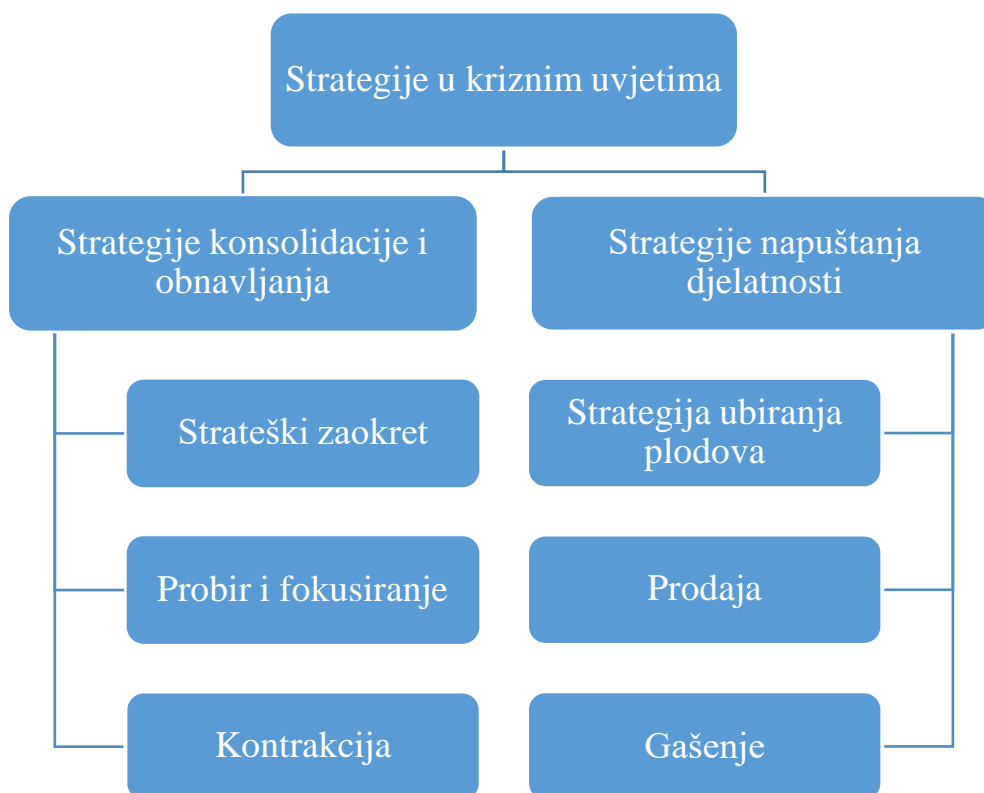 Strategije u kriznim uvjetima
Strategije konsolidacije i
obnavljanja
Strategije napuštanja
djelatnosti
Strateški zaokret
Strategija ubiranja
plodova
Probir i fokusiranje
Prodaja
Kontrakcija
Gašenje